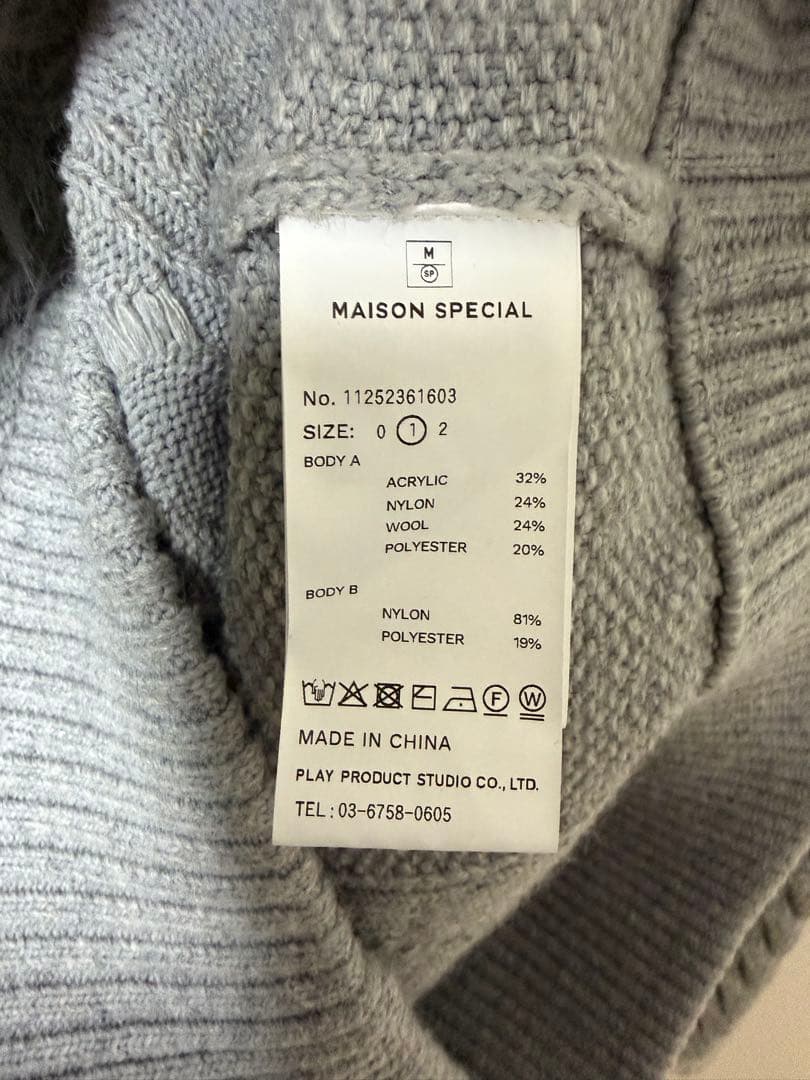 M
SP
MAISON SPECIAL
No. 11252361603
SIZE: 0 1 2
BODY A
ACRYLIC 32%
NYLON 24%
WOOL 24%
POLYESTER 20%
BODY B
NYLON 81%
POLYESTER 19%
F W
MADE IN CHINA
PLAY PRODUCT STUDIO CO., LTD.
TEL : 03-6758-0605